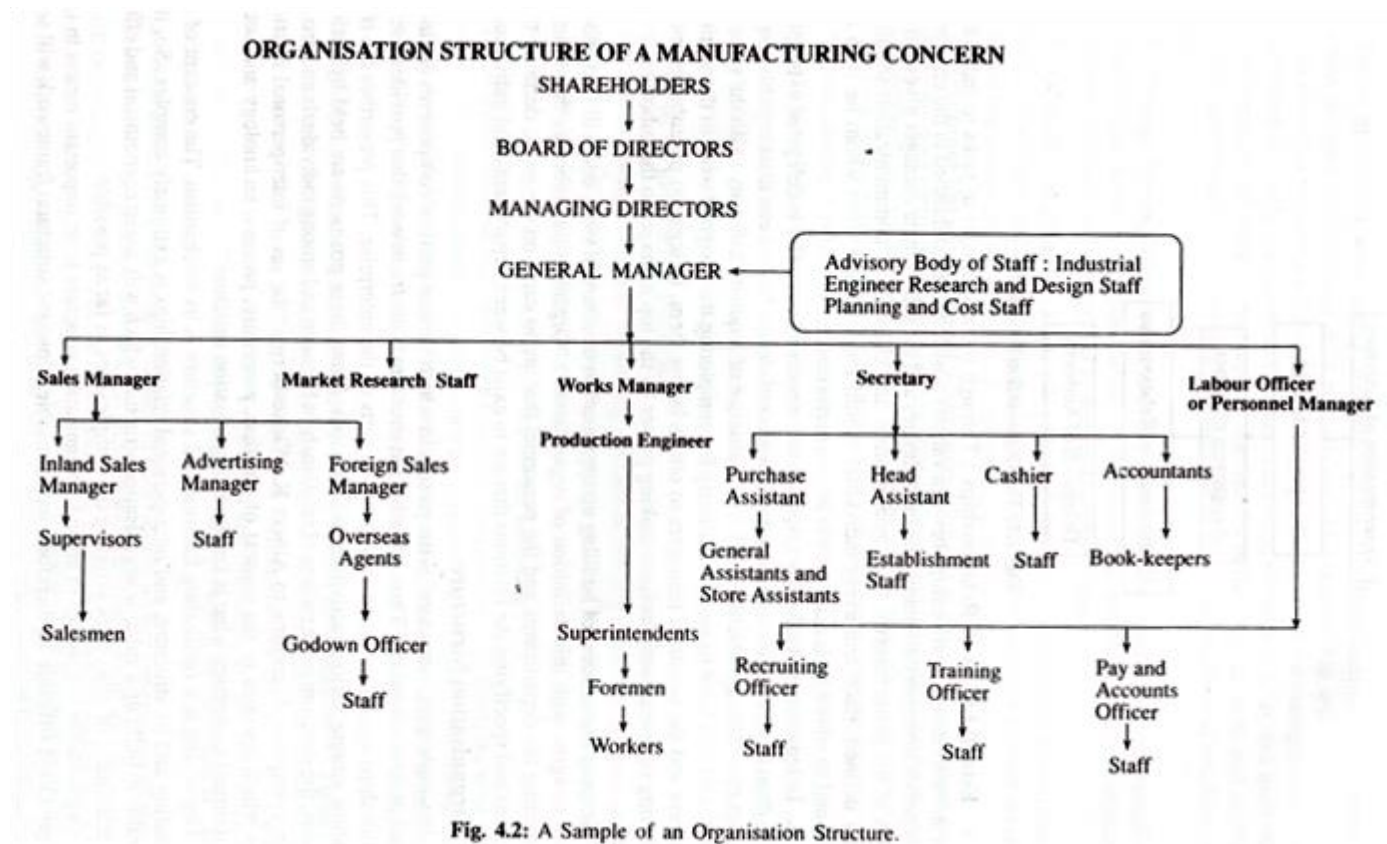 ORGANISATION STRUCTURE OF A MANUFACTURING CONCERN
SHAREHOLDERS
BOARD OF DIRECTORS
MANAGING DIRECTORS
GENERAL MANAGER
Advisory Body of Staff : Industrial
Engineer Research and Design Staff
Planning and Cost Staff
Sales Manager
Market Research Staff
Works Manager
Secretary
Labour Officer
or Personnel Manager
Production Engineer
Inland Sales
Manager
Advertising
Manager
Foreign Sales
Manager
Purchase
Assistant
Head
Assistant
Cashier
Accountants
Supervisors
Staff
Overseas
Agents
General
Assistants and
Store Assistants
Establishment
Staff
Staff
Book-keepers
Salesmen
Godown Officer
Staff
Superintendents
Foremen
Workers
Recruiting
Officer
Staff
Training
Officer
Staff
Pay and
Accounts
Officer
Staff
Fig. 4.2: A Sample of an Organisation Structure.